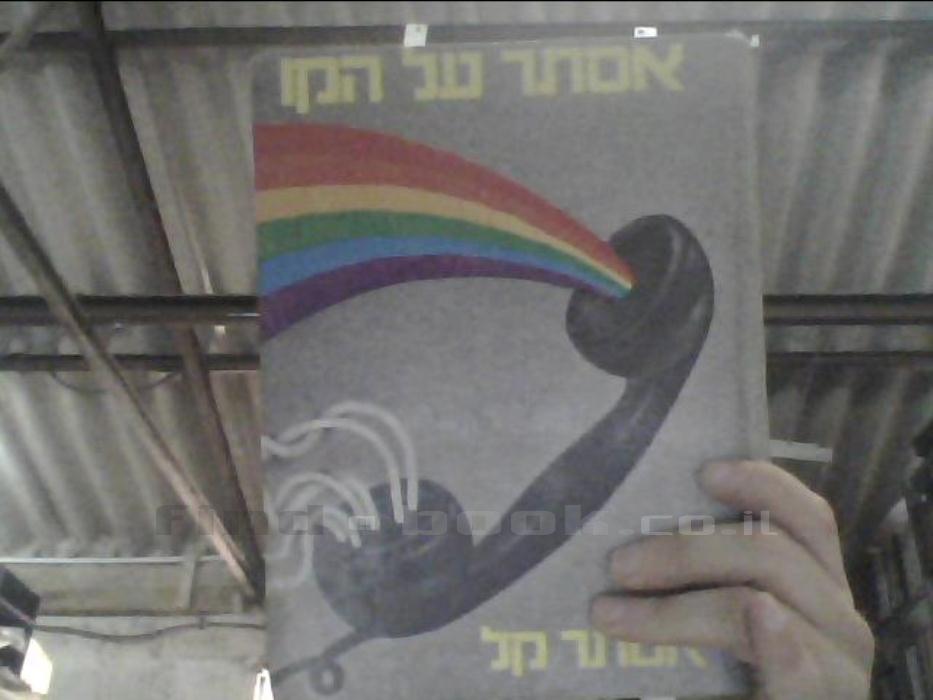 אסתר על הקו
find a book.co.il
אסתר קל